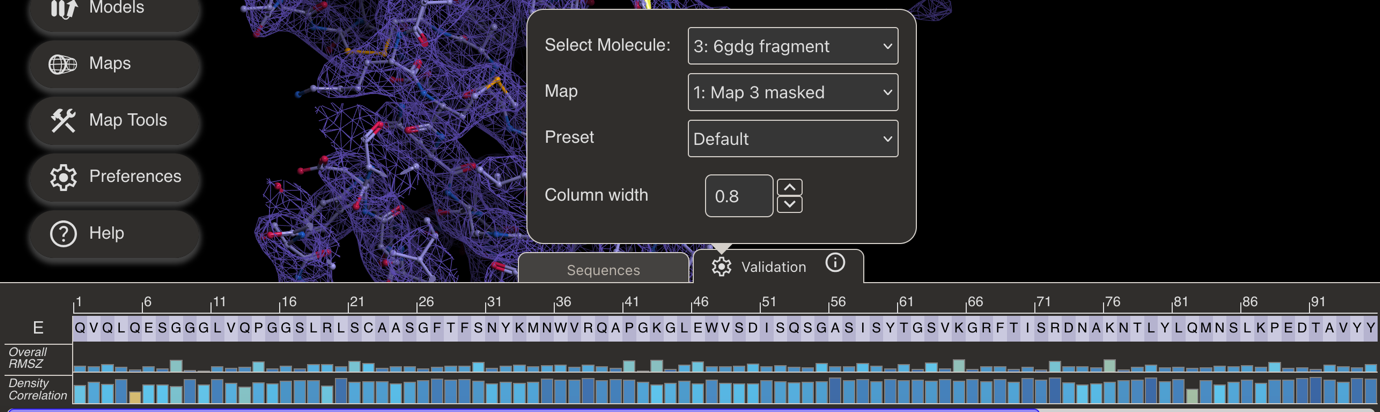 Models
Maps
Map Tools
Preferences
Help
Select Molecule: 3: 6gdg fragment
Map 1: Map 3 masked
Preset Default
Column width 0.8
Sequences
Validation
1 6 11 16 21 26 31 36 41 46 51 56 61 66 71 76 81 86 91
E QVQLQESGGGLVQPGGSLRLSCAASGFTFSNYKMNWVRQAPGKGLEWVSDISQSGASISYTGSVKGRFTISRDNAKNTLYLQMNSLKPEDTAVYY
Overall
RMSZ
Density
Correlation